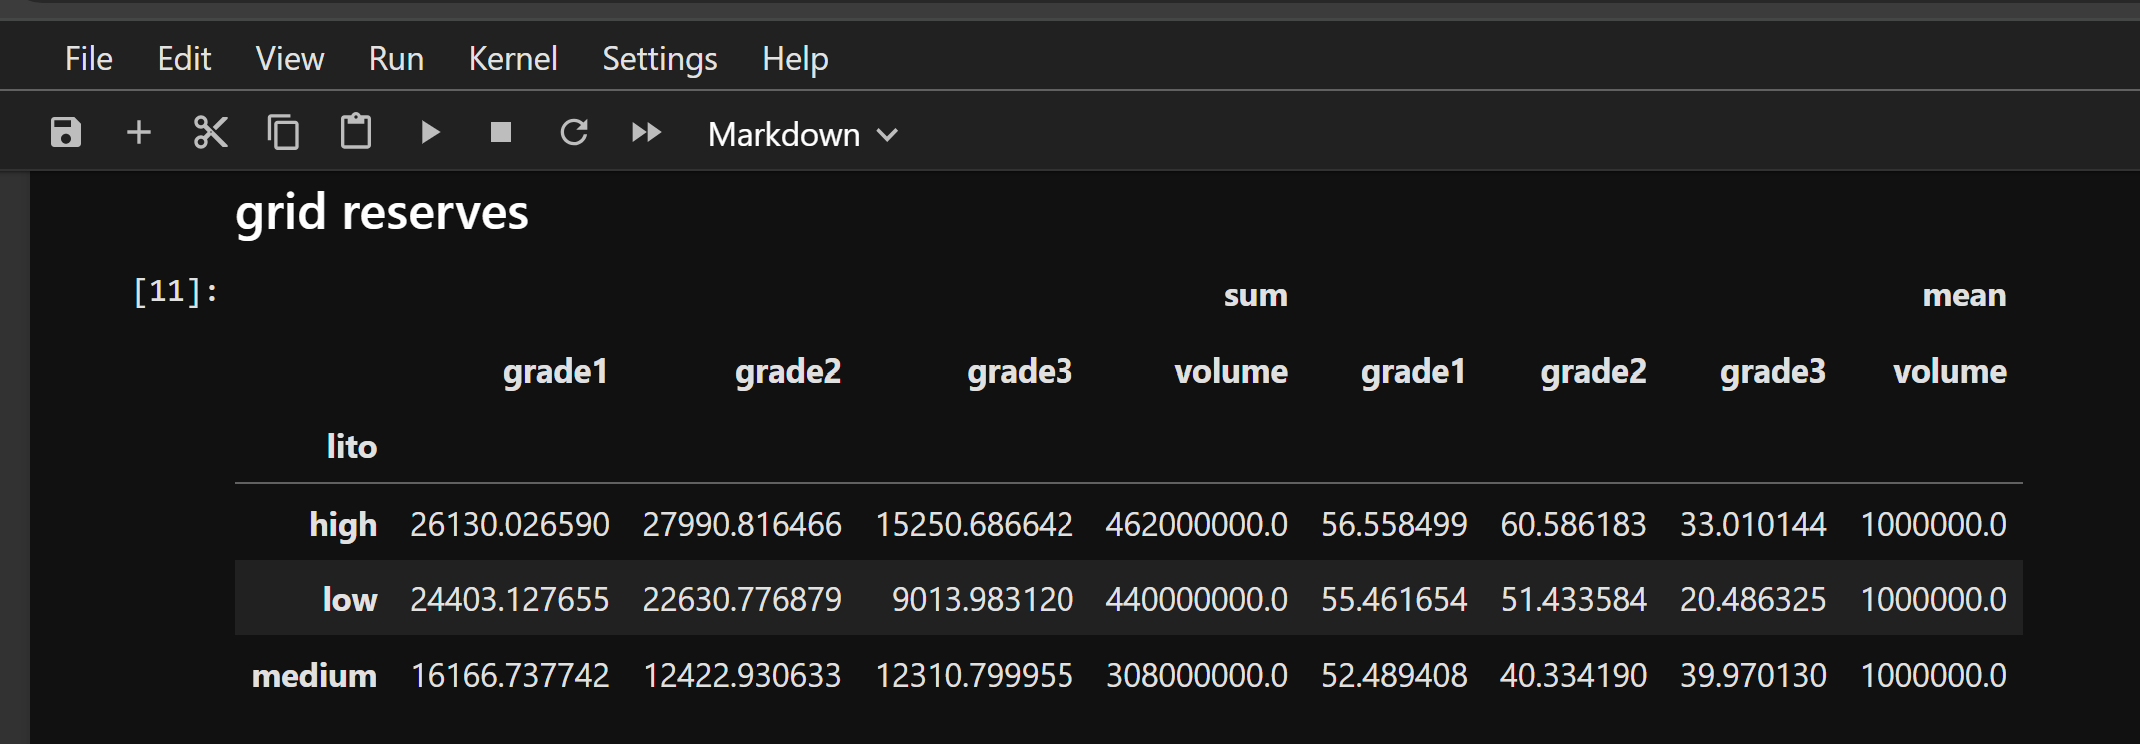 File Edit View Run Kernel Settings Help
Markdown
grid reserves
[11]:
sum mean
grade1 grade2 grade3 volume grade1 grade2 grade3 volume
lito
high 26130.026590 27990.816466 15250.686642 462000000.0 56.558499 60.586183 33.010144 1000000.0
low 24403.127655 22630.776879 9013.983120 440000000.0 55.461654 51.433584 20.486325 1000000.0
medium 16166.737742 12422.930633 12310.799955 308000000.0 52.489408 40.334190 39.970130 1000000.0